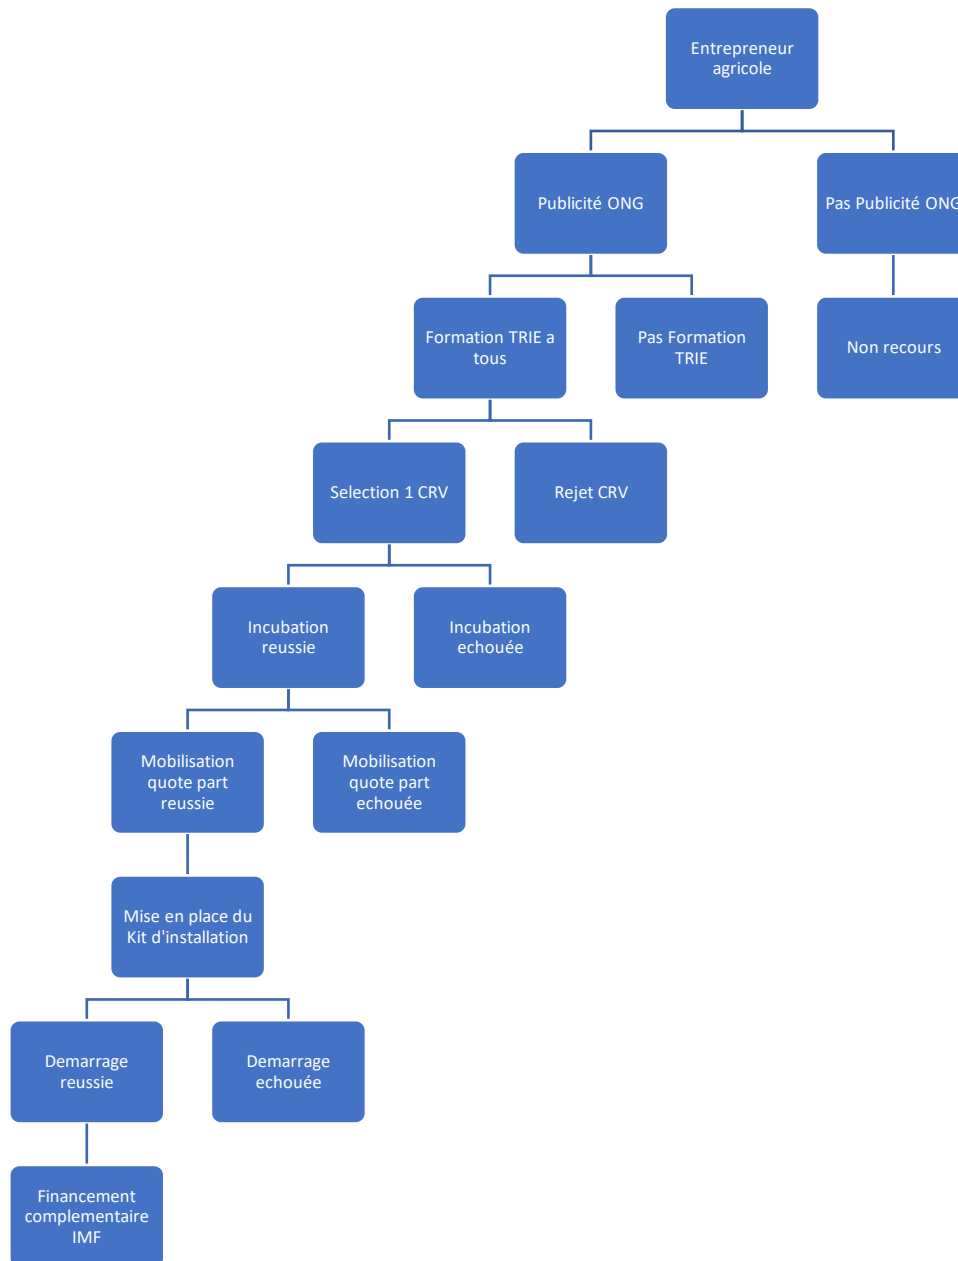 Entrepreneur
agricole
Publicité ONG
Pas Publicité ONG
Formation TRIE a
tous
Pas Formation
TRIE
Non recours
Selection 1 CRV
Rejet CRV
Incubation
reussie
Incubation
echouée
Mobilisation
quote part
reussie
Mobilisation
quote part
echouée
Mise en place du
Kit d'installation
Demarrage
reussie
Demarrage
echouée
Financement
complementaire
IMF